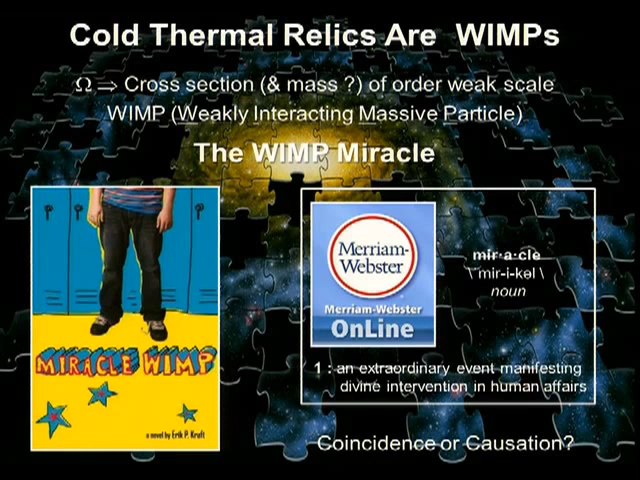 Cold Thermal Relics Are WIMPs
Ω ⇒ Cross section (& mass ?) of order weak scale
WIMP (Weakly Interacting Massive Particle)
The WIMP Miracle
MIRACLE WIMP
a novel by Erik P. Kraft
Merriam-
Webster
Merriam-Webster
OnLine
mir·a·cle
\ˈmir-i-kəl \
noun
1 : an extraordinary event manifesting
divine intervention in human affairs
Coincidence or Causation?